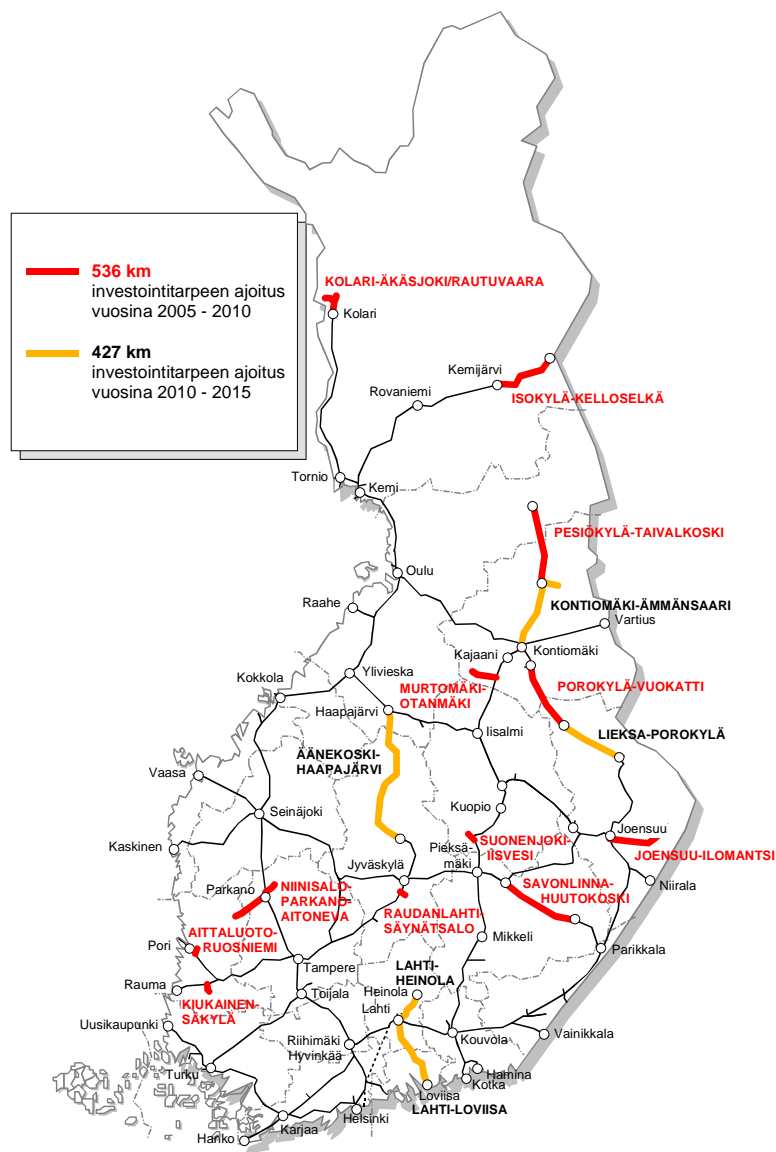 536 km
investointitarpeen ajoitus
vuosina 2005 - 2010
427 km
investointitarpeen ajoitus
vuosina 2010 - 2015
KOLARI-ÄKÄSJOKI/RAUTUVAARA
Kolari
Kemijärvi
Rovaniemi
ISOKYLÄ-KELLOSELKÄ
Tornio
Kemi
PESIÖKYLÄ-TAIVALKOSKI
Oulu
KONTIOMÄKI-ÄMMÄNSAARI
Raahe
Vartius
Kajaani
Kontiomäki
Ylivieska
MURTOMÄKI-
OTANMÄKI
POROKYLÄ-VUOKATTI
Kokkola
Haapajärvi
Iisalmi
LIEKSA-POROKYLÄ
ÄÄNEKOSKI-
HAAPAJÄRVI
Vaasa
Kuopio
Seinäjoki
Joensuu
Kaskinen
SUONENJOKI-
IISVESI
Pieksä-
mäki
JOENSUU-ILOMANTSI
Jyväskylä
Niirala
Parkano
NIINISALO-
PARKANO-
AITONEVA
SAVONLINNA-
HUUTOKOSKI
RAUDANLAHTI-
SÄYNÄTSALO
AITTALUOTO-
RUOSNIEMI
Pori
Mikkeli
Parikkala
Tampere
LAHTI-
HEINOLA
Rauma
Toijala
Heinola
KIUKAINEN-
SÄKYLÄ
Lahti
Uusikaupunki
Riihimäki
Hyvinkää
Kouvola
Vainikkala
Turku
Hamina
Kotka
Loviisa
LAHTI-LOVIISA
Helsinki
Karjaa
Hanko